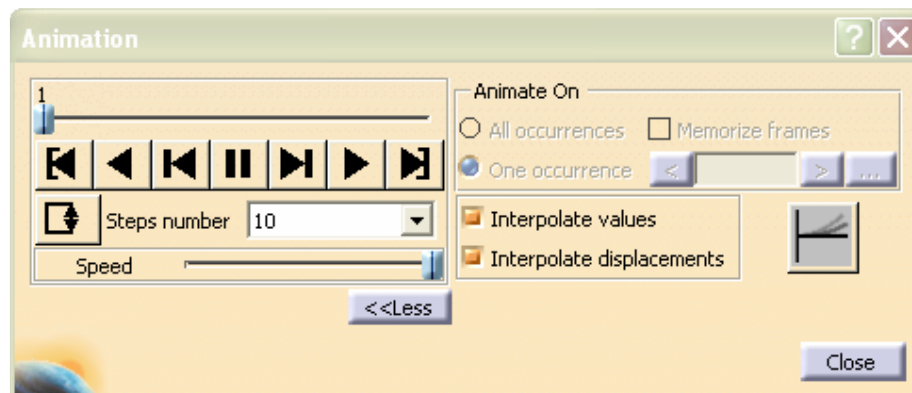 Animation
1
Steps number 10
Speed
<<Less
Animate On
All occurrences Memorize frames
One occurrence < > ...
Interpolate values
Interpolate displacements
Close